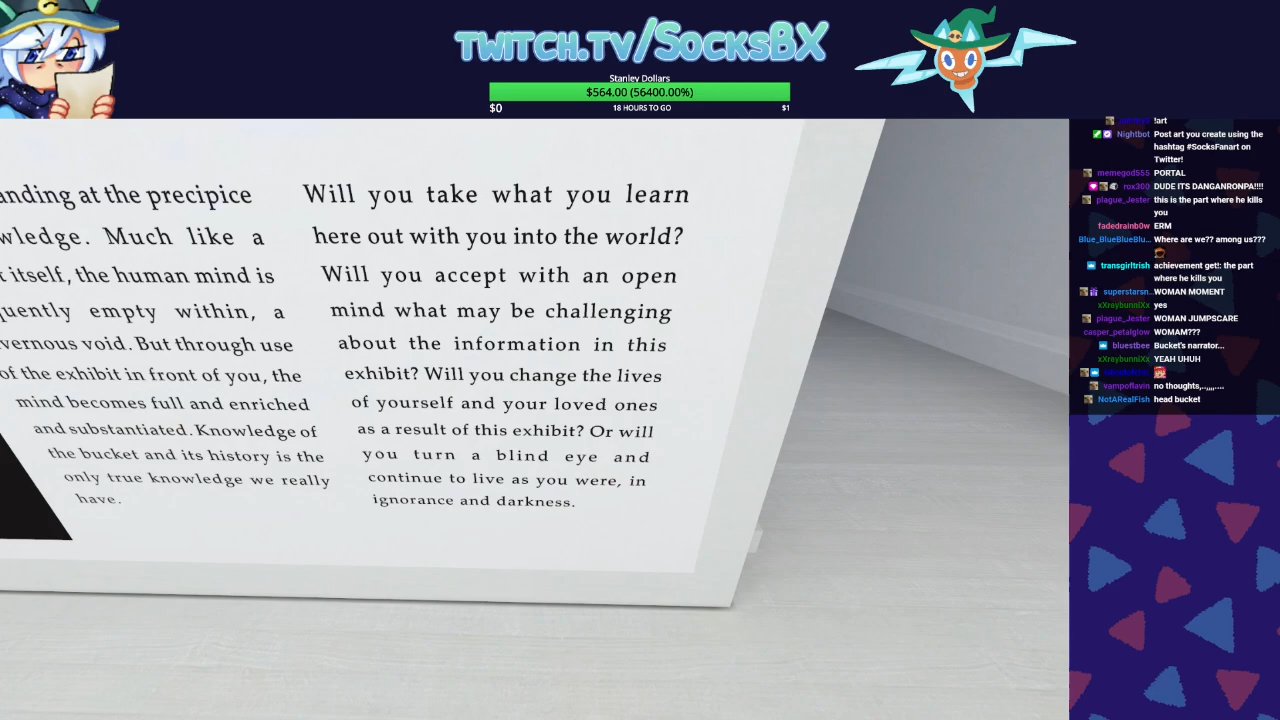 twitch.tv/SocksBX
Stanley Dollars
$564.00 (56400.00%)
$0
18 HOURS TO GO
$1
anding at the precipice
wledge. Much like a
t itself, the human mind is
uently empty within, a
vernous void. But through use
of the exhibit in front of you, the
mind becomes full and enriched
and substantiated. Knowledge of
the bucket and its history is the
only true knowledge we really
have.
Will you take what you learn
here out with you into the world?
Will you accept with an open
mind what may be challenging
about the information in this
exhibit? Will you change the lives
of yourself and your loved ones
as a result of this exhibit? Or will
you turn a blind eye and
continue to live as you were, in
ignorance and darkness.
!art
Nightbot Post art you create using the
hashtag #SocksFanart on
Twitter!
memegod555 PORTAL
rox300 DUDE ITS DANGANRONPA!!!!
plague_Jester this is the part where he kills
you
fadedrainb0w ERM
Blue_BlueBlueBlu... Where are we?? among us???
transgirltrish achievement get!: the part
where he kills you
superstarsn... WOMAN MOMENT
xXraybunniXx yes
plague_Jester WOMAN JUMPSCARE
casper_petalglow WOMAM???
bluestbee Bucket's narrator...
xXraybunniXx YEAH UHUH
vampoflavin no thoughts,..,,,,....
NotARealFish head bucket